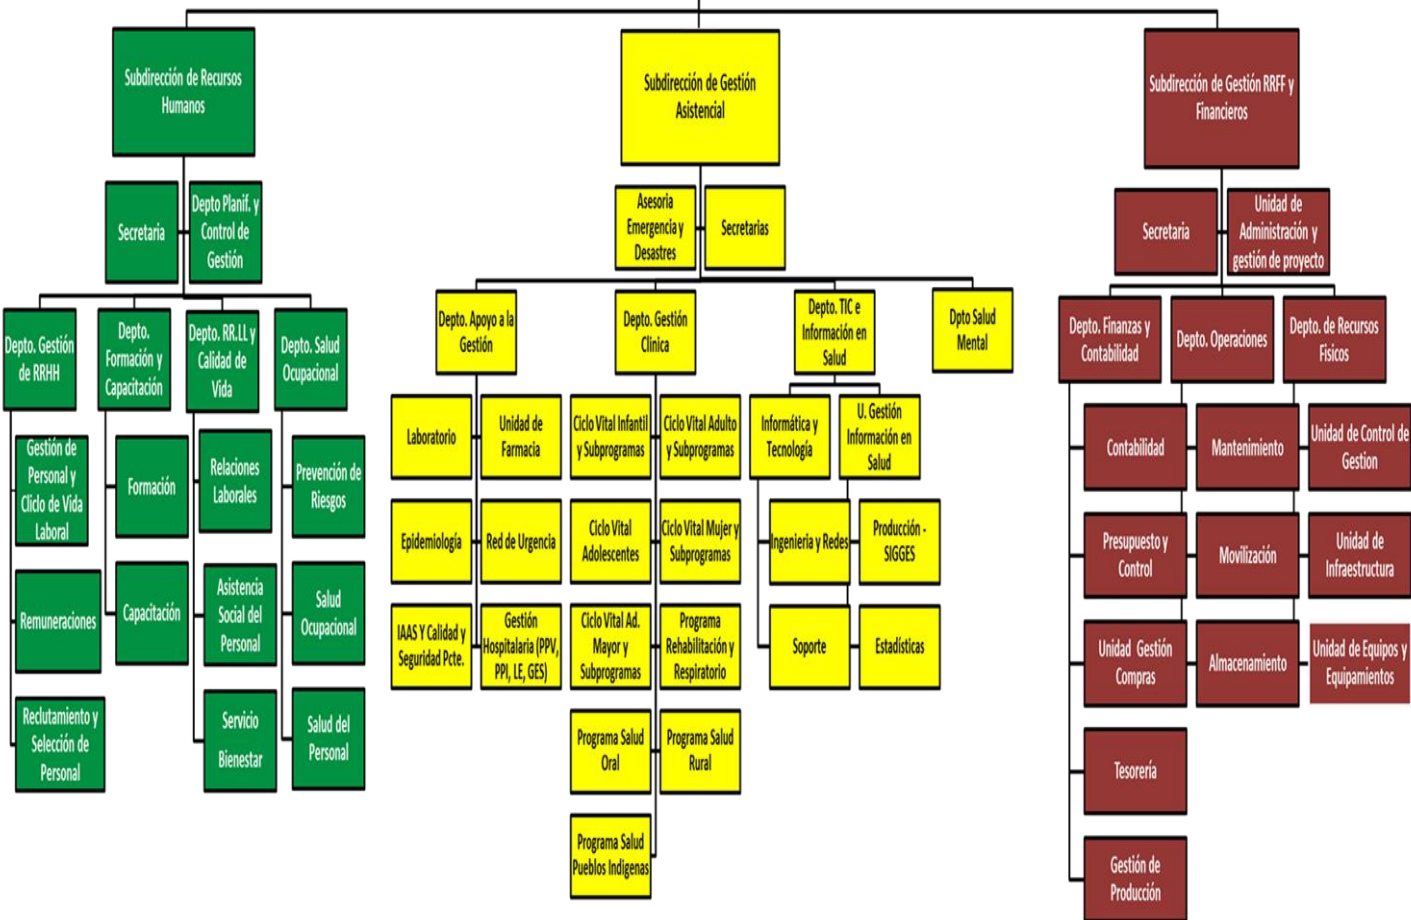 Subdirección de Recursos
Humanos
Secretaria
Depto Planif. y
Control de
Gestión
Depto. Gestión
de RRHH
Gestión de
Personal y
Cliclo de Vida
Laboral
Remuneraciones
Reclutamiento y
Selección de
Personal
Depto.
Formación y
Capacitación
Formación
Capacitación
Depto. RR.LL y
Calidad de
Vida
Relaciones
Laborales
Asistencia
Social del
Personal
Servicio
Bienestar
Depto. Salud
Ocupacional
Prevención de
Riesgos
Salud
Ocupacional
Salud del
Personal
Subdirección de Gestión
Asistencial
Asesoria
Emergencia y
Desastres
Secretarias
Depto. Apoyo a la
Gestión
Laboratorio
Unidad de
Farmacia
Epidemiología
Red de Urgencia
IAAS Y Calidad y
Seguridad Pcte.
Gestión
Hospitalaria (PPV,
PPI, LE, GES)
Depto. Gestión
Clinica
Ciclo Vital Infantil
y Subprogramas
Ciclo Vital Adulto
y Subprogramas
Ciclo Vital
Adolescentes
Ciclo Vital Mujer y
Subprogramas
Ciclo Vital Ad.
Mayor y
Subprogramas
Programa
Rehabilitación y
Respiratorio
Programa Salud
Oral
Programa Salud
Rural
Programa Salud
Pueblos Indigenas
Depto. TIC e
Información en
Salud
Informática y
Tecnología
Ingenieria y Redes
Soporte
U. Gestión
Información en
Salud
Producción -
SIGGES
Estadísticas
Dpto Salud
Mental
Subdirección de Gestión RRFF y
Financieros
Secretaria
Unidad de
Administración y
gestión de proyecto
Depto. Finanzas y
Contabilidad
Contabilidad
Presupuesto y
Control
Unidad Gestión
Compras
Tesorería
Gestión de
Producción
Depto. Operaciones
Mantenimiento
Movilización
Almacenamiento
Depto. de Recursos
Fisicos
Unidad de Control de
Gestion
Unidad de
Infraestructura
Unidad de Equipos y
Equipamientos